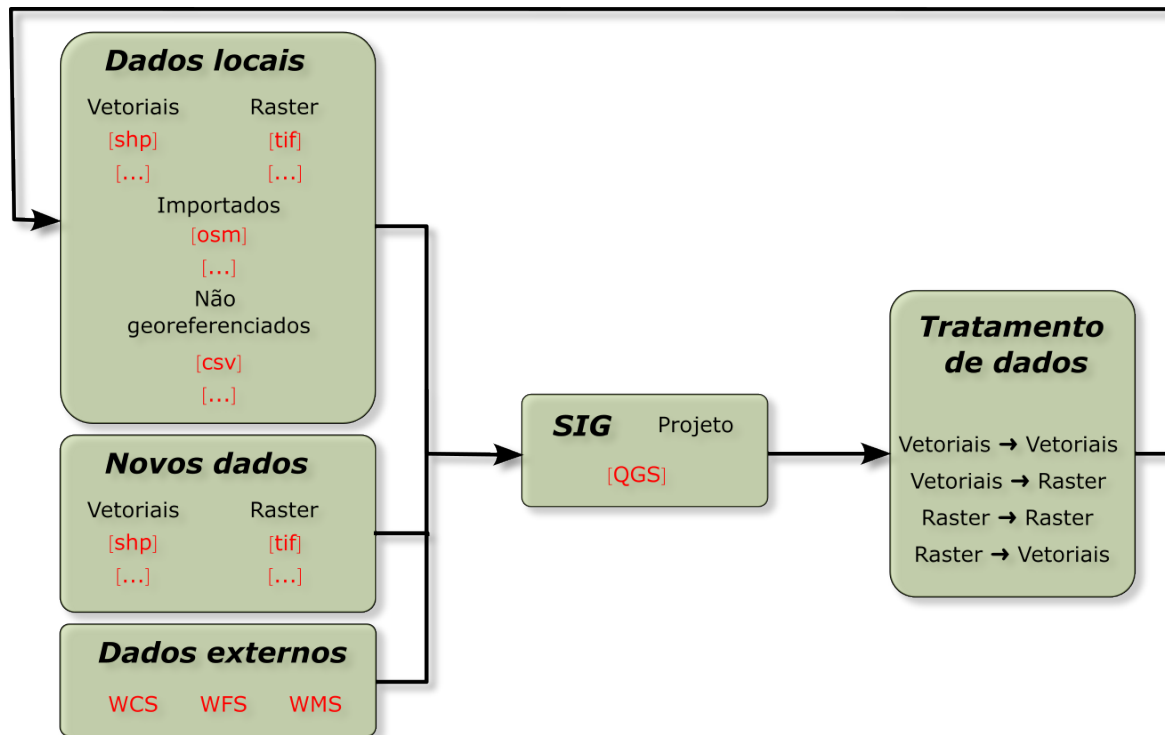 Dados locais
Vetoriais Raster
[shp] [tif]
[...] [...]
Importados
[osm]
[...]
Não
georeferenciados
[csv]
[...]
Novos dados
Vetoriais Raster
[shp] [tif]
[...] [...]
Dados externos
WCS WFS WMS
SIG Projeto
[QGS]
Tratamento
de dados
Vetoriais → Vetoriais
Vetoriais → Raster
Raster → Raster
Raster → Vetoriais